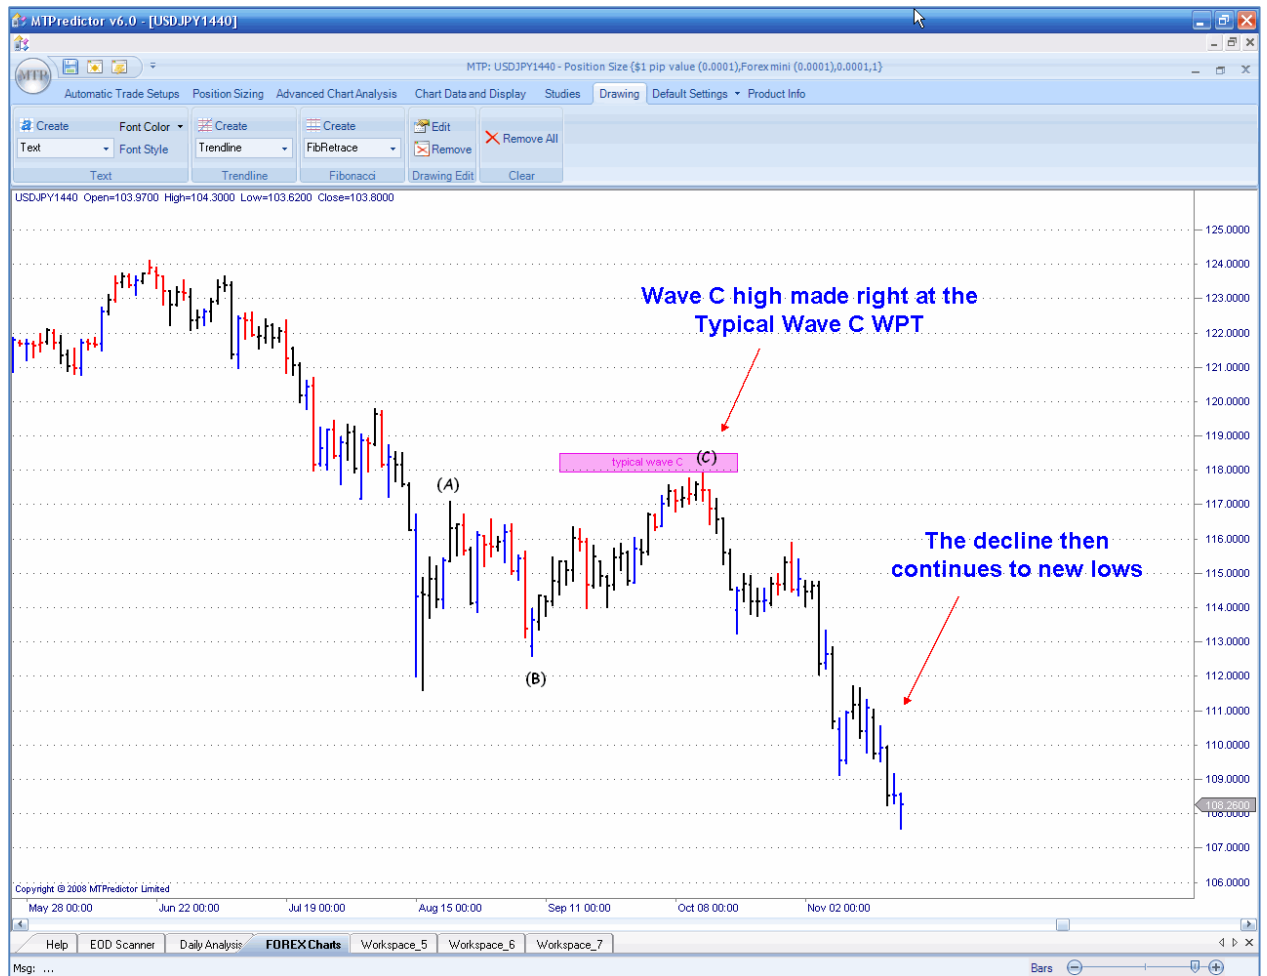 MTPredictor v6.0 - [USDJPY1440]
MTP
MTP: USDJPY1440 - Position Size {$1 pip value (0.0001),Forex mini (0.0001),0.0001,1}
Automatic Trade Setups Position Sizing Advanced Chart Analysis Chart Data and Display Studies Drawing Default Settings Product Info
a Create Font Color Create Create Edit Remove All
Text Font Style Trendline FibRetrace Remove
Text Trendline Fibonacci Drawing Edit Clear
USDJPY1440 Open=103.9700 High=104.3000 Low=103.6200 Close=103.8000
125.0000
124.0000
123.0000
Wave C high made right at the
Typical Wave C WPT
122.0000
121.0000
120.0000
119.0000
typical wave C (C)
118.0000
(A)
117.0000
116.0000
The decline then
continues to new lows
115.0000
114.0000
113.0000
(B)
112.0000
111.0000
110.0000
109.0000
108.2600
108.0000
107.0000
106.0000
Copyright © 2008 MTPredictor Limited
May 28 00:00 Jun 22 00:00 Jul 19 00:00 Aug 15 00:00 Sep 11 00:00 Oct 08 00:00 Nov 02 00:00
Help EOD Scanner Daily Analysis FOREX Charts Workspace_5 Workspace_6 Workspace_7
Msg: ... Bars